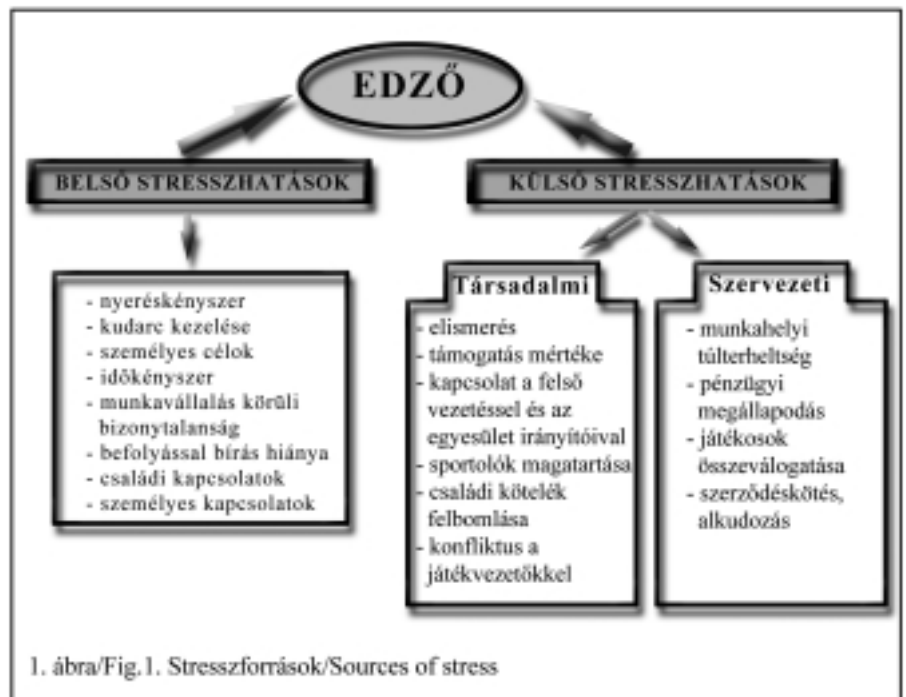 EDZŐ
BELSŐ STRESSZHATÁSOK
KÜLSŐ STRESSZHATÁSOK
- nyeréskényszer
- kudarc kezelése
- személyes célok
- időkényszer
- munkavállalás körüli
bizonytalanság
- befolyással bírás hiánya
- családi kapcsolatok
- személyes kapcsolatok
Társadalmi
- elismerés
- támogatás mértéke
- kapcsolat a felső
vezetéssel és az
egyesület irányítóival
- sportolók magatartása
- családi kötelék
felbomlása
- konfliktus a
játékvezetőkkel
Szervezeti
- munkahelyi
túlterheltség
- pénzügyi
megállapodás
- játékosok
összeválogatása
- szerződéskötés,
alkudozás
1. ábra/Fig.1. Stresszforrások/Sources of stress